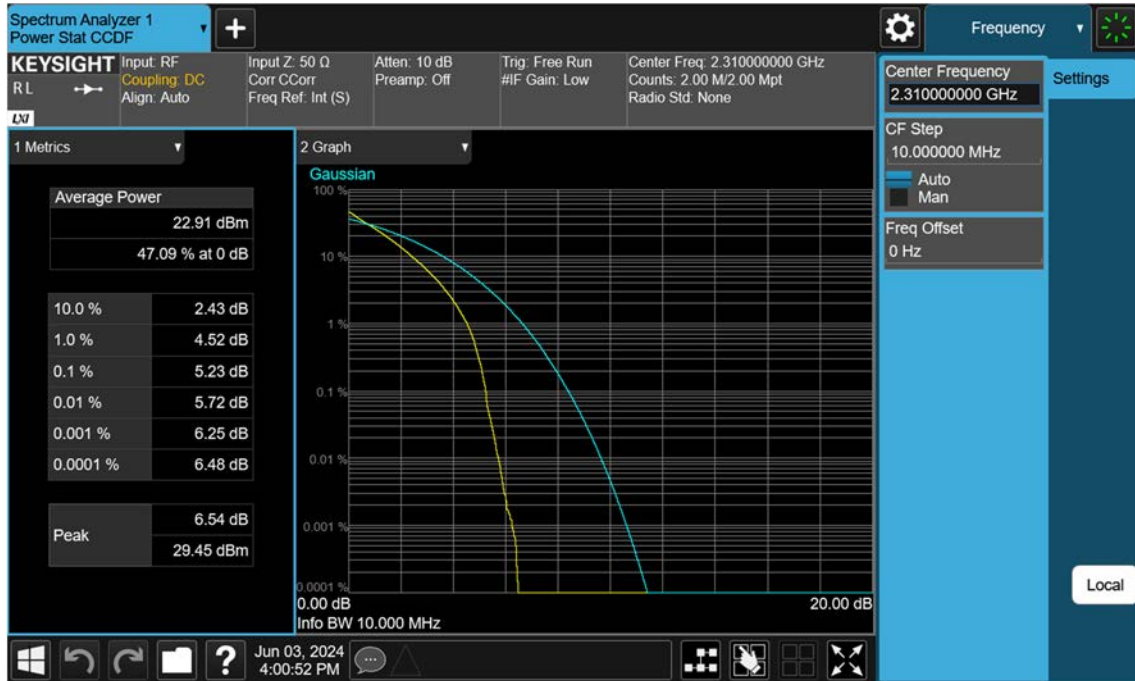 Spectrum Analyzer 1
Power Stat CCDF
+
Frequency
KEYSIGHT
R L
LXI
Input: RF
Coupling: DC
Align: Auto
Input Z: 50 Ω
Corr CCorr
Freq Ref: Int (S)
Atten: 10 dB
Preamp: Off
Trig: Free Run
#IF Gain: Low
Center Freq: 2.310000000 GHz
Counts: 2.00 M/2.00 Mpt
Radio Std: None
Center Frequency
2.310000000 GHz
Settings
CF Step
10.000000 MHz
Auto
Man
Freq Offset
0 Hz
1 Metrics
Average Power
22.91 dBm
47.09 % at 0 dB
10.0 % 2.43 dB
1.0 % 4.52 dB
0.1 % 5.23 dB
0.01 % 5.72 dB
0.001 % 6.25 dB
0.0001 % 6.48 dB
Peak
6.54 dB
29.45 dBm
2 Graph
Gaussian
100 %
10 %
1 %
0.1 %
0.01 %
0.001 %
0.0001 %
0.00 dB 20.00 dB
Info BW 10.000 MHz
Local
?
Jun 03, 2024
4:00:52 PM